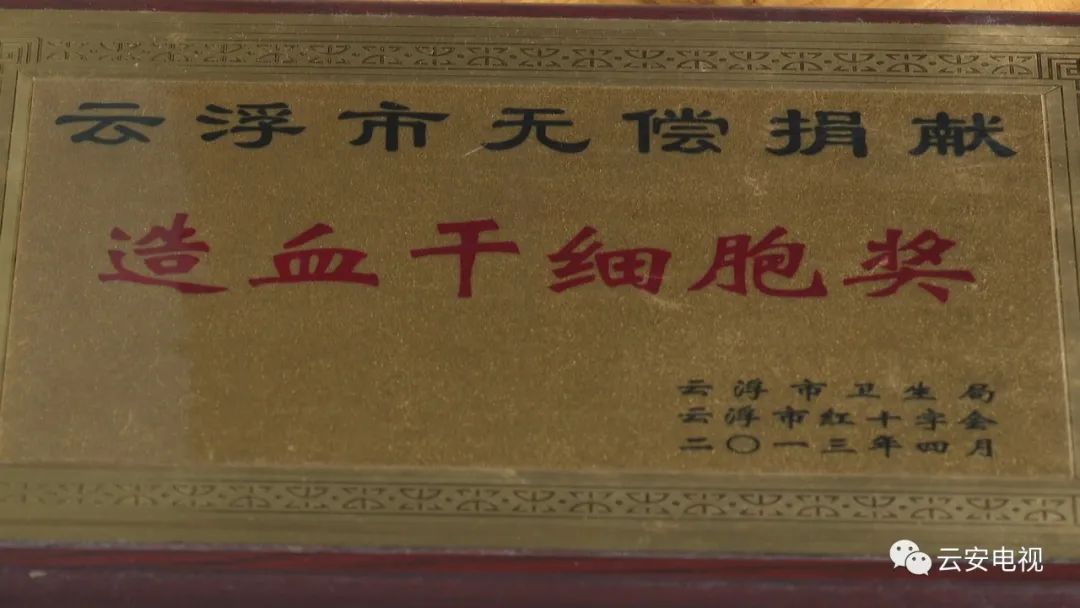 云浮市无偿捐献
造血干细胞奖
云浮市卫生局
云浮市红十字会
二〇一三年四月
云安电视